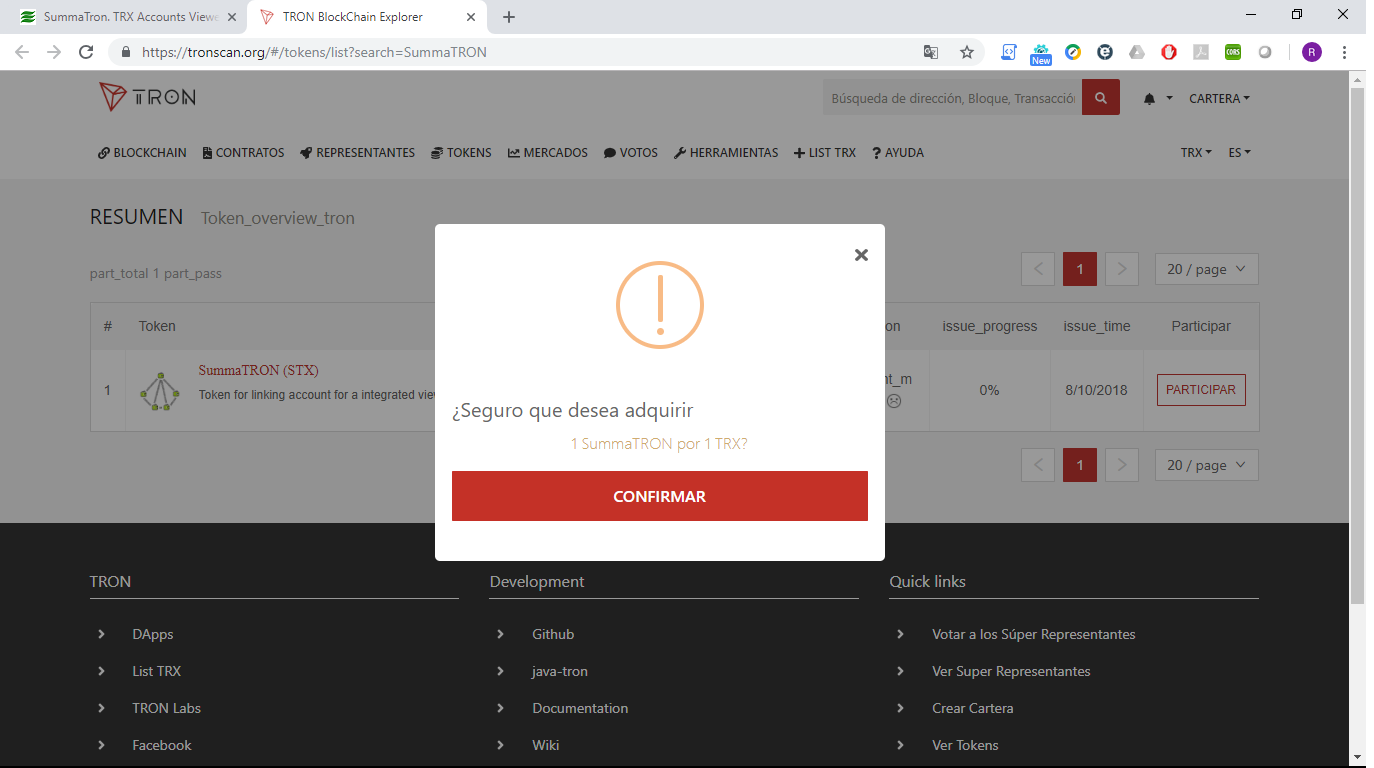 SummaTron. TRX Accounts Viewe
TRON BlockChain Explorer
https://tronscan.org/#/tokens/list?search=SummaTRON
New
CORS
R
TRON
Búsqueda de dirección, Bloque, Transacción
CARTERA
BLOCKCHAIN CONTRATOS REPRESENTANTES TOKENS MERCADOS VOTOS HERRAMIENTAS LIST TRX AYUDA TRX ES
RESUMEN Token_overview_tron
part_total 1 part_pass
1 20 / page
# Token on issue_progress issue_time Participar
SummaTRON (STX)
Token for linking account for a integrated view
1 nt_m 0% 8/10/2018 PARTICIPAR
¿Seguro que desea adquirir
1 SummaTRON por 1 TRX?
CONFIRMAR
1 20 / page
TRON Development Quick links
DApps Github Votar a los Súper Representantes
List TRX java-tron Ver Super Representantes
TRON Labs Documentation Crear Cartera
Facebook Wiki Ver Tokens